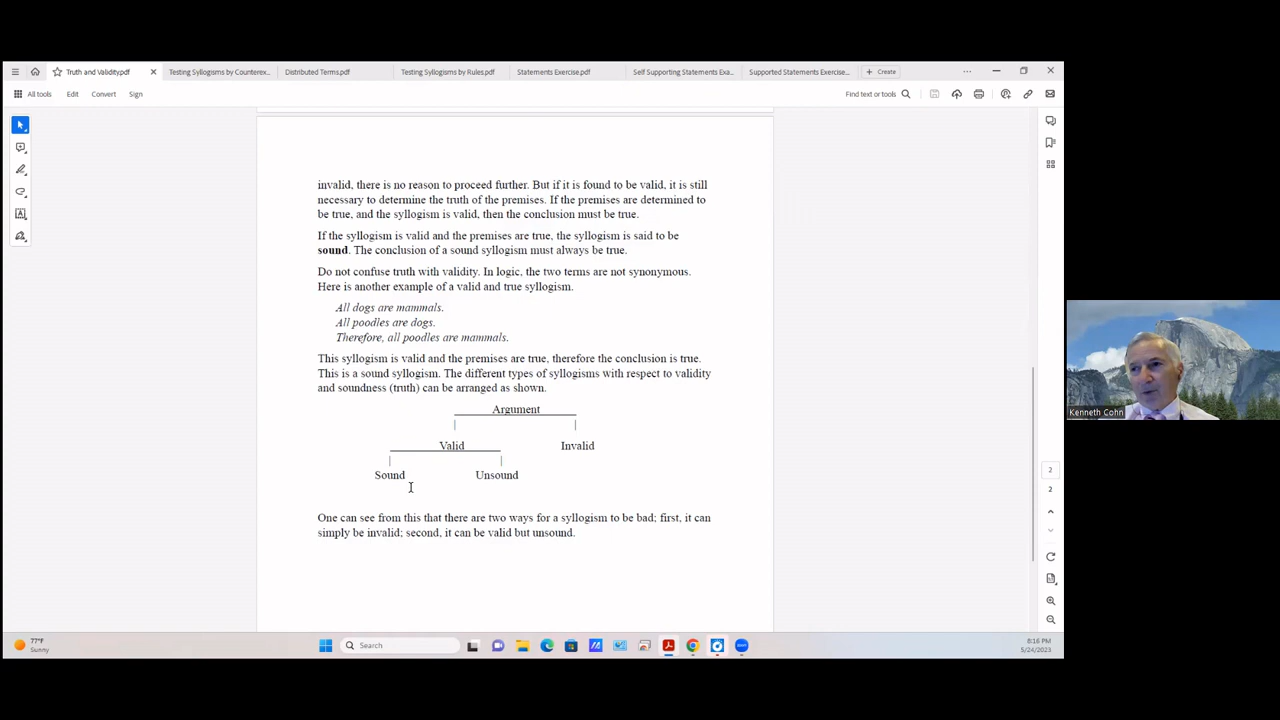 Truth and Validity.pdf
Testing Syllogisms by Counterex...
Distributed Terms.pdf
Testing Syllogisms by Rules.pdf
Statements Exercise.pdf
Self Supporting Statements Exa...
Supported Statements Exercise...
+ Create
All tools
Edit
Convert
Sign
Find text or tools
invalid, there is no reason to proceed further. But if it is found to be valid, it is still
necessary to determine the truth of the premises. If the premises are determined to
be true, and the syllogism is valid, then the conclusion must be true.
If the syllogism is valid and the premises are true, the syllogism is said to be
sound. The conclusion of a sound syllogism must always be true.
Do not confuse truth with validity. In logic, the two terms are not synonymous.
Here is another example of a valid and true syllogism.
All dogs are mammals.
All poodles are dogs.
Therefore, all poodles are mammals.
This syllogism is valid and the premises are true, therefore the conclusion is true.
This is a sound syllogism. The different types of syllogisms with respect to validity
and soundness (truth) can be arranged as shown.
Argument
Valid
Invalid
Sound
Unsound
One can see from this that there are two ways for a syllogism to be bad; first, it can
simply be invalid; second, it can be valid but unsound.
Kenneth Cohn
2
2
77°F
Sunny
Search
8:16 PM
5/24/2023